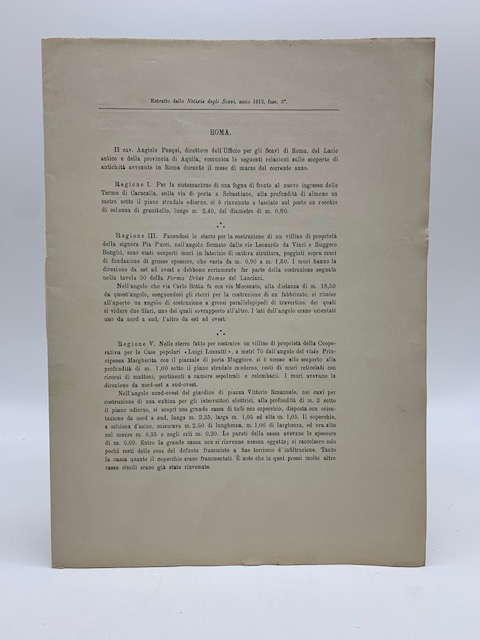 Estratto dalle Notizie degli Scavi, anno 1912, fasc. 3°.
ROMA.
Il cav. Angiolo Pasqui, direttore dell'Ufficio per gli Scavi di Roma, del Lazio
antico e della provincia di Aquila, comunica le seguenti relazioni sulle scoperte di
antichità avvenute in Roma durante il mese di marzo del corrente anno.
Regione I. Per la sistemazione di una fogna di fronte al nuovo ingresso delle
Terme di Caracalla, sulla via di porta s. Sebastiano, alla profondità di almeno un
metro sotto il piano stradale odierno, si è rinvenuto e lasciato nel posto un rocchio
di colonna di granitello, lungo m. 2,40, del diametro di m. 0,90.
Regione III. Facendosi lo sterro per la costruzione di un villino di proprietà
della signora Pia Pucci, nell'angolo formato dalle vie Leonardo da Vinci e Ruggero
Bonghi, sono stati scoperti muri in laterizio di cattiva struttura, poggiati sopra muri
di fondazione di grosso spessore, che varia da m. 0,90 a m. 1,50. I muri hanno la
direzione da est ad ovest e debbono certamente far parte della costruzione segnata
nella tavola 30 della Forma Urbis Romae del Lanciani.
Nell'angolo che via Carlo Botta fa con via Mecenate, alla distanza di m. 18,50
da quest'angolo, eseguendosi gli sterri per la costruzione di un fabbricato, si rimise
all'aperto un angolo di costruzione a grossi parallelepipedi di travertino, dei quali
si videro due filari, uno dei quali sovrapposto all'altro. I lati dell'angolo erano orientati
uno da nord a sud, l'altro da est ad ovest.
Regione V. Nello sterro fatto per costruire un villino di proprietà della Coope-
rativa per le Case popolari «Luigi Luzzatti», a metri 70 dall'angolo del viale Prin-
cipessa Margherita con il piazzale di porta Maggiore, si è messo allo scoperto alla
profondità di m. 1,00 sotto il piano stradale moderno, resti di muri reticolati con
ricorsi di mattoni, pertinenti a camere sepolcrali e colombarii. I muri avevano la
direzione da nord-est a sud-ovest.
Nell'angolo nord-ovest del giardino di piazza Vittorio Emanuele, nei cavi per
costruzione di una cabina per gli interruttori elettrici, alla profondità di m. 2 sotto
il piano odierno, si scoprì una grande cassa di tufo con coperchio, disposta con orien-
tazione da nord a sud, lunga m. 2,35, larga m. 1,05 ed alta m. 1,05. Il coperchio,
a schiena d'asino, misurava m. 2,50 di lunghezza, m. 1,06 di larghezza, ed era alto
nel mezzo m. 0,35 e negli orli m. 0,20. Le pareti della cassa avevano lo spessore
di m. 0,09. Entro la grande cassa non si rinvenne nessun oggetto; si raccolsero solo
pochi resti delle ossa del defunto frammiste a fine terriccio d'infiltrazione. Tanto
la cassa quanto il coperchio erano frammentati. È noto che in quei pressi molte altre
casse simili erano già state rinvenute.